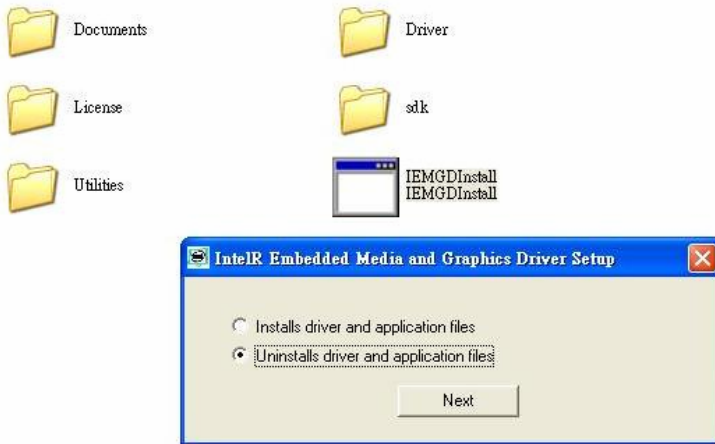 Documents
Driver
License
sdk
Utilities
IEMGDInstall
IEMGDInstall
IntelR Embedded Media and Graphics Driver Setup
Installs driver and application files
Uninstalls driver and application files
Next